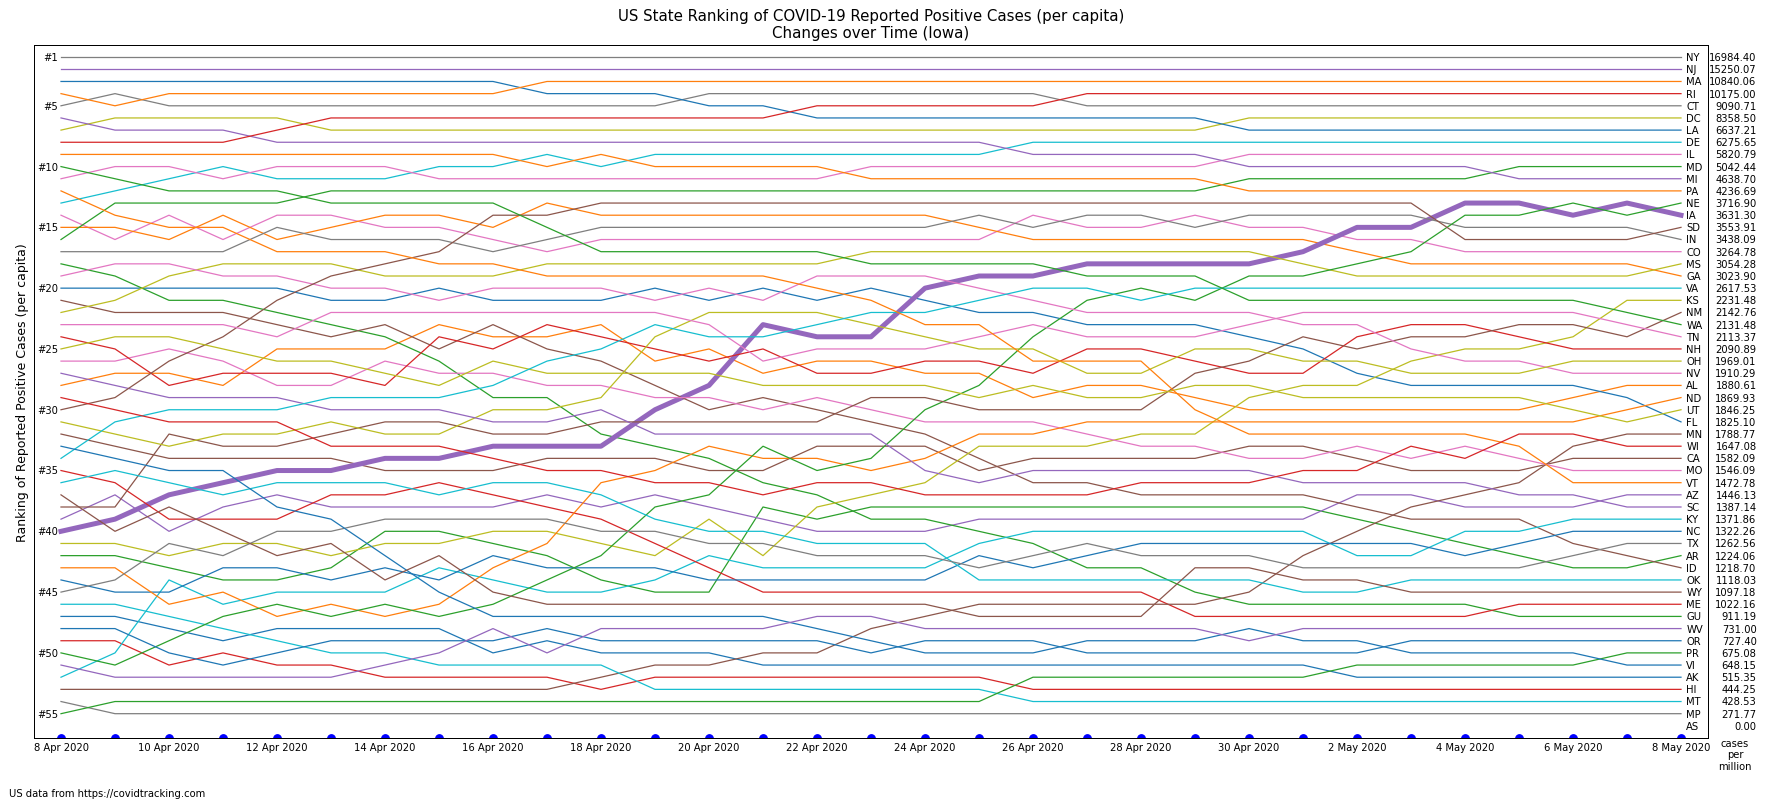 US State Ranking of COVID-19 Reported Positive Cases (per capita)
Changes over Time (Iowa)
Ranking of Reported Positive Cases (per capita)
#1
#5
#10
#15
#20
#25
#30
#35
#40
#45
#50
#55
NY 16984.40
NJ 15250.07
MA 10840.06
RI 10175.00
CT 9090.71
DC 8358.50
LA 6637.21
DE 6275.65
IL 5820.79
MD 5042.44
MI 4638.70
PA 4236.69
NE 3716.90
IA 3631.30
SD 3553.91
IN 3438.09
CO 3264.78
MS 3054.28
GA 3023.90
VA 2617.53
KS 2231.48
NM 2142.76
WA 2131.48
TN 2113.37
NH 2090.89
OH 1969.01
NV 1910.29
AL 1880.61
ND 1869.93
UT 1846.25
FL 1825.10
MN 1788.77
WI 1647.08
CA 1582.09
MO 1546.09
VT 1472.78
AZ 1446.13
SC 1387.14
KY 1371.86
NC 1322.26
TX 1262.56
AR 1224.06
ID 1218.70
OK 1118.03
WY 1097.18
ME 1022.16
GU 911.19
WV 731.00
OR 727.40
PR 675.08
VI 648.15
AK 515.35
HI 444.25
MT 428.53
MP 271.77
AS 0.00
8 Apr 2020 10 Apr 2020 12 Apr 2020 14 Apr 2020 16 Apr 2020 18 Apr 2020 20 Apr 2020 22 Apr 2020 24 Apr 2020 26 Apr 2020 28 Apr 2020 30 Apr 2020 2 May 2020 4 May 2020 6 May 2020 8 May 2020
cases
per
million
US data from https://covidtracking.com